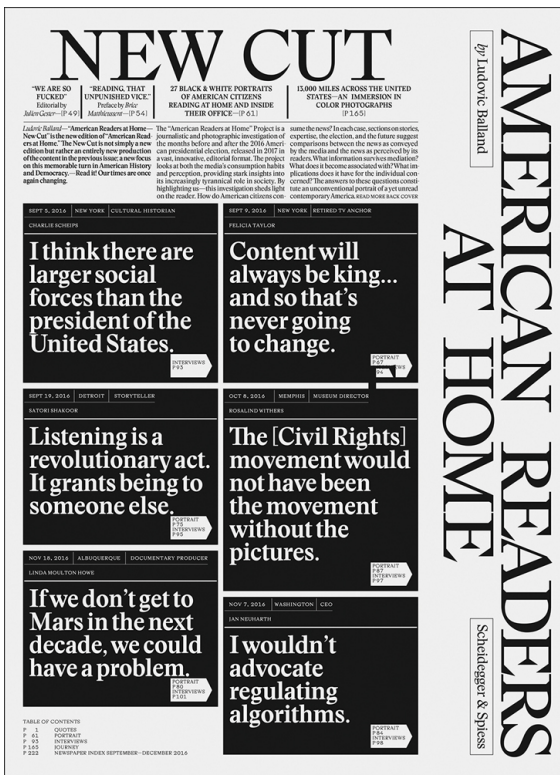 NEW CUT
"WE ARE SO
FUCKED"
Editorial by
Julien Gester—[P 49]
"READING, THAT
UNPUNISHED VICE."
Preface by Brice
Matthieussent—[P 54]
27 BLACK & WHITE PORTRAITS
OF AMERICAN CITIZENS
READING AT HOME AND INSIDE
THEIR OFFICE—[P 61]
13,000 MILES ACROSS THE UNITED
STATES—AN IMMERSION IN
COLOR PHOTOGRAPHS
[P 165]
Ludovic Balland—"American Readers at Home—
New Cut" is the new edition of "American Read-
ers at Home." The New Cut is not simply a new
edition but rather an entirely new production
of the content in the previous issue; a new focus
on this memorable turn in American History
and Democracy.—Read it! Our times are once
again changing.
The "American Readers at Home" Project is a
journalistic and photographic investigation of
the months before and after the 2016 Ameri-
can presidential election, released in 2017 in
a vast, innovative, editorial format. The project
looks at both the media's consumption habits
and perception, providing stark insights into
its increasingly tyrannical role in society. By
highlighting us—this investigation sheds light
on the reader. How do American citizens con-
sume the news? In each case, sections on stories,
expertise, the election, and the future suggest
comparisons between the news as conveyed
by the media and the news as perceived by its
readers. What information survives mediation?
What does it become associated with? What im-
plications does it have for the individual con-
cerned? The answers to these questions consti-
tute an unconventional portrait of a yet unread
contemporary America. READ MORE BACK COVER
SEPT 5, 2016 NEW YORK CULTURAL HISTORIAN
CHARLIE SCHEIPS
I think there are
larger social
forces than the
president of the
United States.
INTERVIEWS
P 93
SEPT 9, 2016 NEW YORK RETIRED TV ANCHOR
FELICIA TAYLOR
Content will
always be king...
and so that's
never going
to change.
PORTRAIT
P 67
94
SEPT 19, 2016 DETROIT STORYTELLER
SATORI SHAKOOR
Listening is a
revolutionary act.
It grants being to
someone else.
PORTRAIT
P 75
INTERVIEWS
P 95
OCT 8, 2016 MEMPHIS MUSEUM DIRECTOR
ROSALIND WITHERS
The [Civil Rights]
movement would
not have been
the movement
without the
pictures.
PORTRAIT
P 87
INTERVIEWS
P 97
NOV 18, 2016 ALBUQUERQUE DOCUMENTARY PRODUCER
LINDA MOULTON HOWE
If we don't get to
Mars in the next
decade, we could
have a problem.
PORTRAIT
P 80
INTERVIEWS
P 101
NOV 7, 2016 WASHINGTON CEO
JAN NEUHARTH
I wouldn't
advocate
regulating
algorithms.
PORTRAIT
P 84
INTERVIEWS
P 98
TABLE OF CONTENTS
P 1 QUOTES
P 61 PORTRAIT
P 93 INTERVIEWS
P 165 JOURNEY
P 222 NEWSPAPER INDEX SEPTEMBER—DECEMBER 2016
AMERICAN READERS
AT HOME
by Ludovic Balland
Scheidegger & Spiess